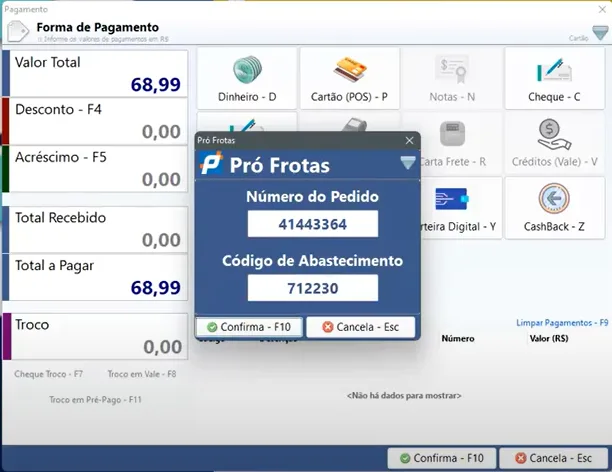 Pagamento
Forma de Pagamento
Informe os valores de pagamentos em R$
Cartão
Valor Total
68,99
Desconto - F4
0,00
Acréscimo - F5
0,00
Total Recebido
0,00
Total a Pagar
68,99
Troco
0,00
Cheque Troco - F7
Troco em Vale - F8
Troco em Pré-Pago - F11
Dinheiro - D
Cartão (POS) - P
Notas - N
Cheque - C
Carta Frete - R
Créditos (Vale) - V
rteira Digital - Y
CashBack - Z
Pró Frotas
Pró Frotas
Número do Pedido
41443364
Código de Abastecimento
712230
Confirma - F10
Cancela - Esc
Limpar Pagamentos - F9
Número
Valor (R$)
<Não há dados para mostrar>
Confirma - F10
Cancela - Esc